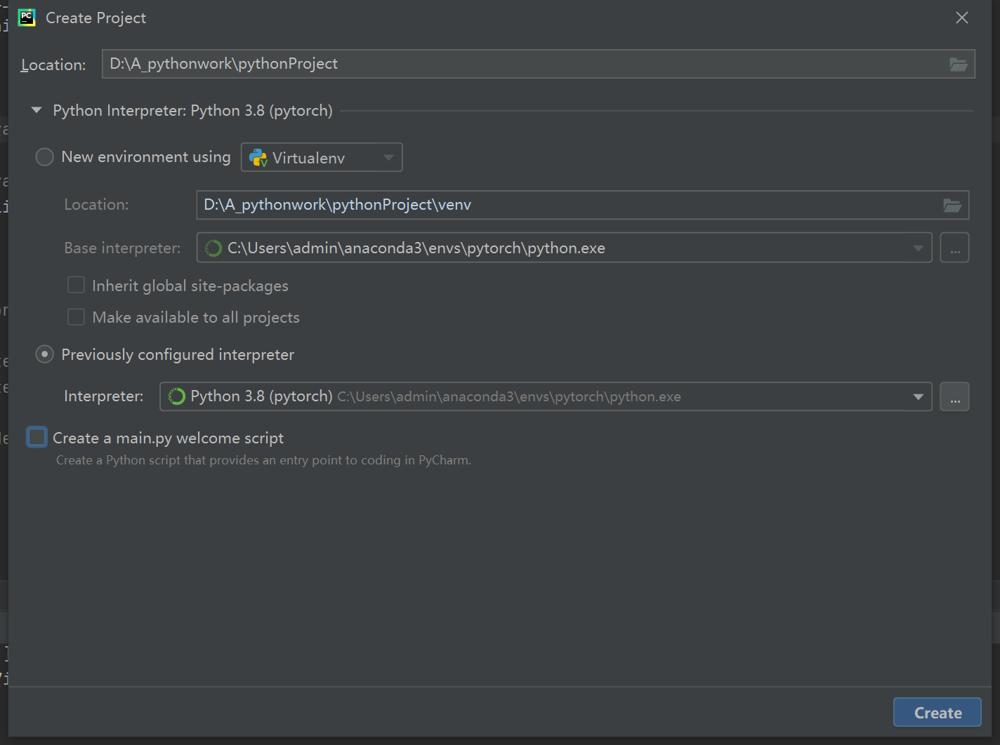 PC Create Project
Location: D:\A_pythonwork\pythonProject
Python Interpreter: Python 3.8 (pytorch)
New environment using Virtualenv
Location: D:\A_pythonwork\pythonProject\venv
Base interpreter: C:\Users\admin\anaconda3\envs\pytorch\python.exe ...
Inherit global site-packages
Make available to all projects
Previously configured interpreter
Interpreter: Python 3.8 (pytorch) C:\Users\admin\anaconda3\envs\pytorch\python.exe ...
Create a main.py welcome script
Create a Python script that provides an entry point to coding in PyCharm.
Create